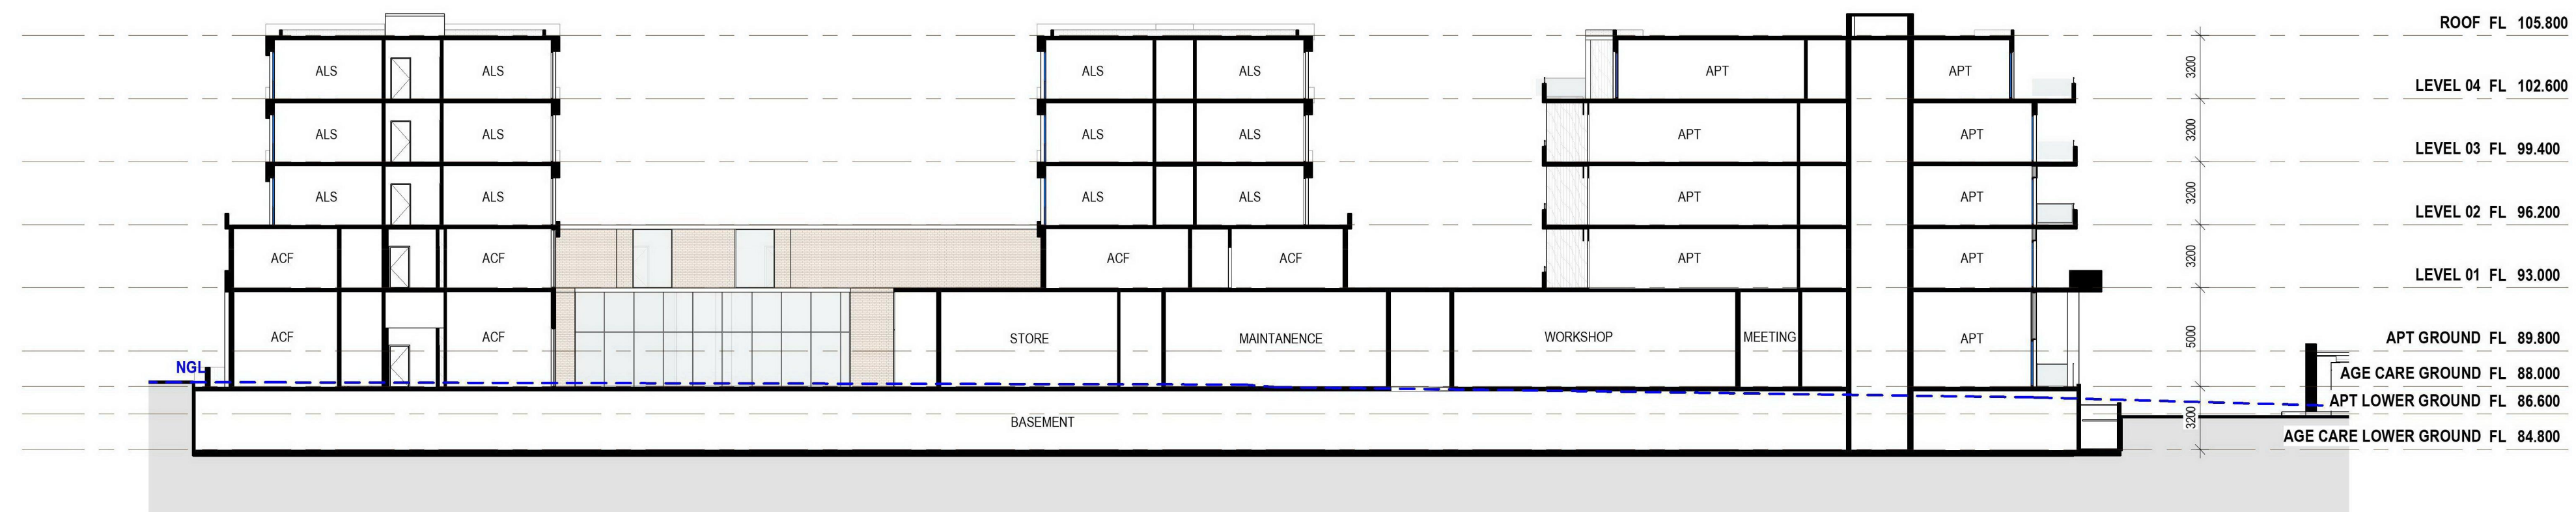 ROOF FL 105.800
ALS ALS ALS ALS APT APT 3200
LEVEL 04 FL 102.600
ALS ALS ALS ALS APT APT 3200
LEVEL 03 FL 99.400
ALS ALS ALS ALS APT APT 3200
LEVEL 02 FL 96.200
ACF ACF ACF ACF APT APT 3200
LEVEL 01 FL 93.000
ACF ACF STORE MAINTANENCE WORKSHOP MEETING APT 5000
APT GROUND FL 89.800
NGL
AGE CARE GROUND FL 88.000
APT LOWER GROUND FL 86.600
BASEMENT 3200
AGE CARE LOWER GROUND FL 84.800